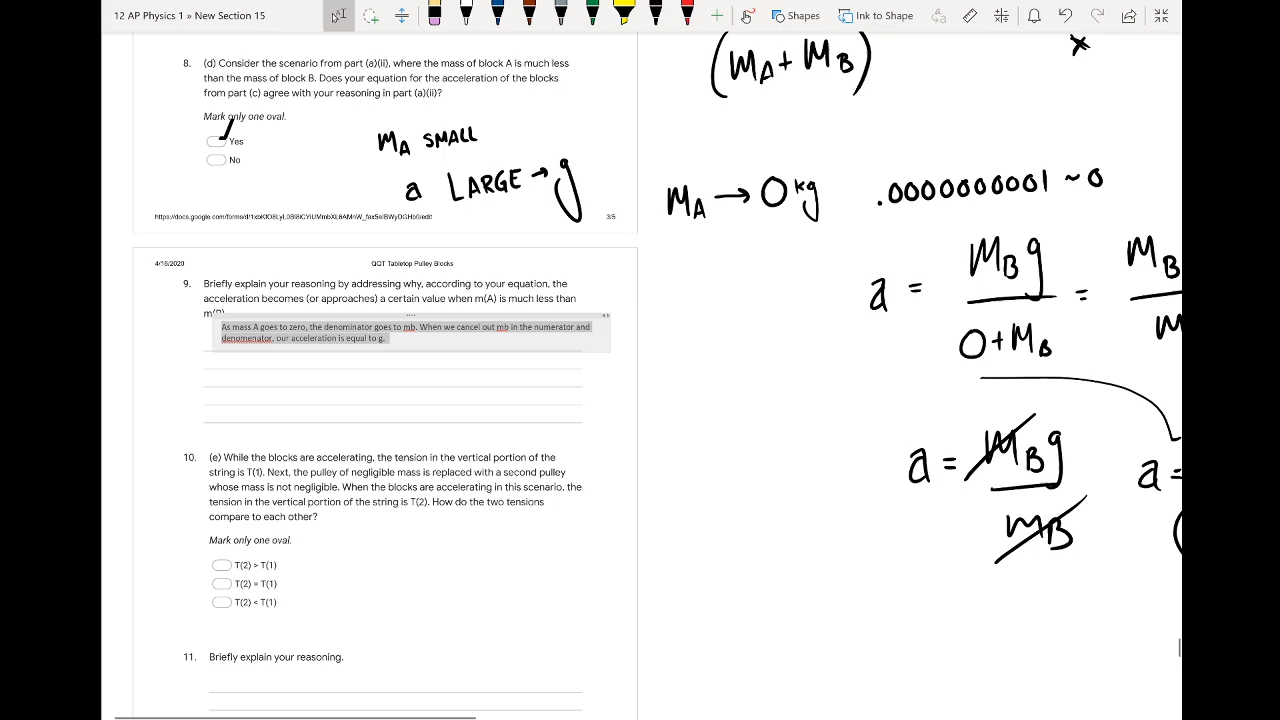 12 AP Physics 1 » New Section 15
Shapes
Ink to Shape
8. (d) Consider the scenario from part (a)(ii), where the mass of block A is much less
than the mass of block B. Does your equation for the acceleration of the blocks
from part (c) agree with your reasoning in part (a)(ii)?
Mark only one oval.
Yes
No
mA SMALL
a LARGE → g
3/5
(mA + mB)
mA → 0 kg .0000000001 ~ 0
a = mB g / 0 + mB = mB
a = mB g / mB
a =
4/16/2020
QQT Tabletop Pulley Blocks
9. Briefly explain your reasoning by addressing why, according to your equation, the
acceleration becomes (or approaches) a certain value when m(A) is much less than
As mass A goes to zero, the denominator goes to mb. When we cancel out mb in the numerator and
denomenator, our acceleration is equal to g.
10. (e) While the blocks are accelerating, the tension in the vertical portion of the
string is T(1). Next, the pulley of negligible mass is replaced with a second pulley
whose mass is not negligible. When the blocks are accelerating in this scenario, the
tension in the vertical portion of the string is T(2). How do the two tensions
compare to each other?
Mark only one oval.
T(2) > T(1)
T(2) = T(1)
T(2) < T(1)
11. Briefly explain your reasoning.